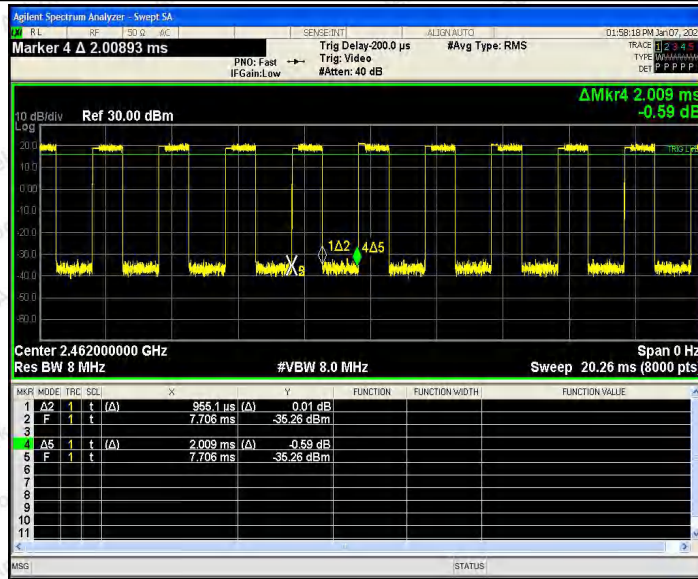 Agilent Spectrum Analyzer - Swept SA
RL RF 50 Ω AC SENSE:INT ALIGN AUTO 01:58:18 PM Jan 07, 202
Marker 4 Δ 2.00893 ms
PNO: Fast
IFGain:Low
Trig Delay-200.0 µs
Trig: Video
#Atten: 40 dB
#Avg Type: RMS
TRACE 1 2 3 4 5
TYPE
DET P P P P P
ΔMkr4 2.009 ms
-0.59 dB
10 dB/div Ref 30.00 dBm
Log
20.0
TRIG LVL
10.0
0.00
-10.0
-20.0
-30.0
1Δ2 4Δ5
-40.0
-50.0
-60.0
Center 2.462000000 GHz Span 0 Hz
Res BW 8 MHz #VBW 8.0 MHz Sweep 20.26 ms (8000 pts)
MKR MODE TRC SCL X Y FUNCTION FUNCTION WIDTH FUNCTION VALUE
1 Δ2 1 t (Δ) 955.1 µs (Δ) 0.01 dB
2 F 1 t 7.706 ms -35.26 dBm
3
4 Δ5 1 t (Δ) 2.009 ms (Δ) -0.59 dB
5 F 1 t 7.706 ms -35.26 dBm
6
7
8
9
10
11
MSG STATUS